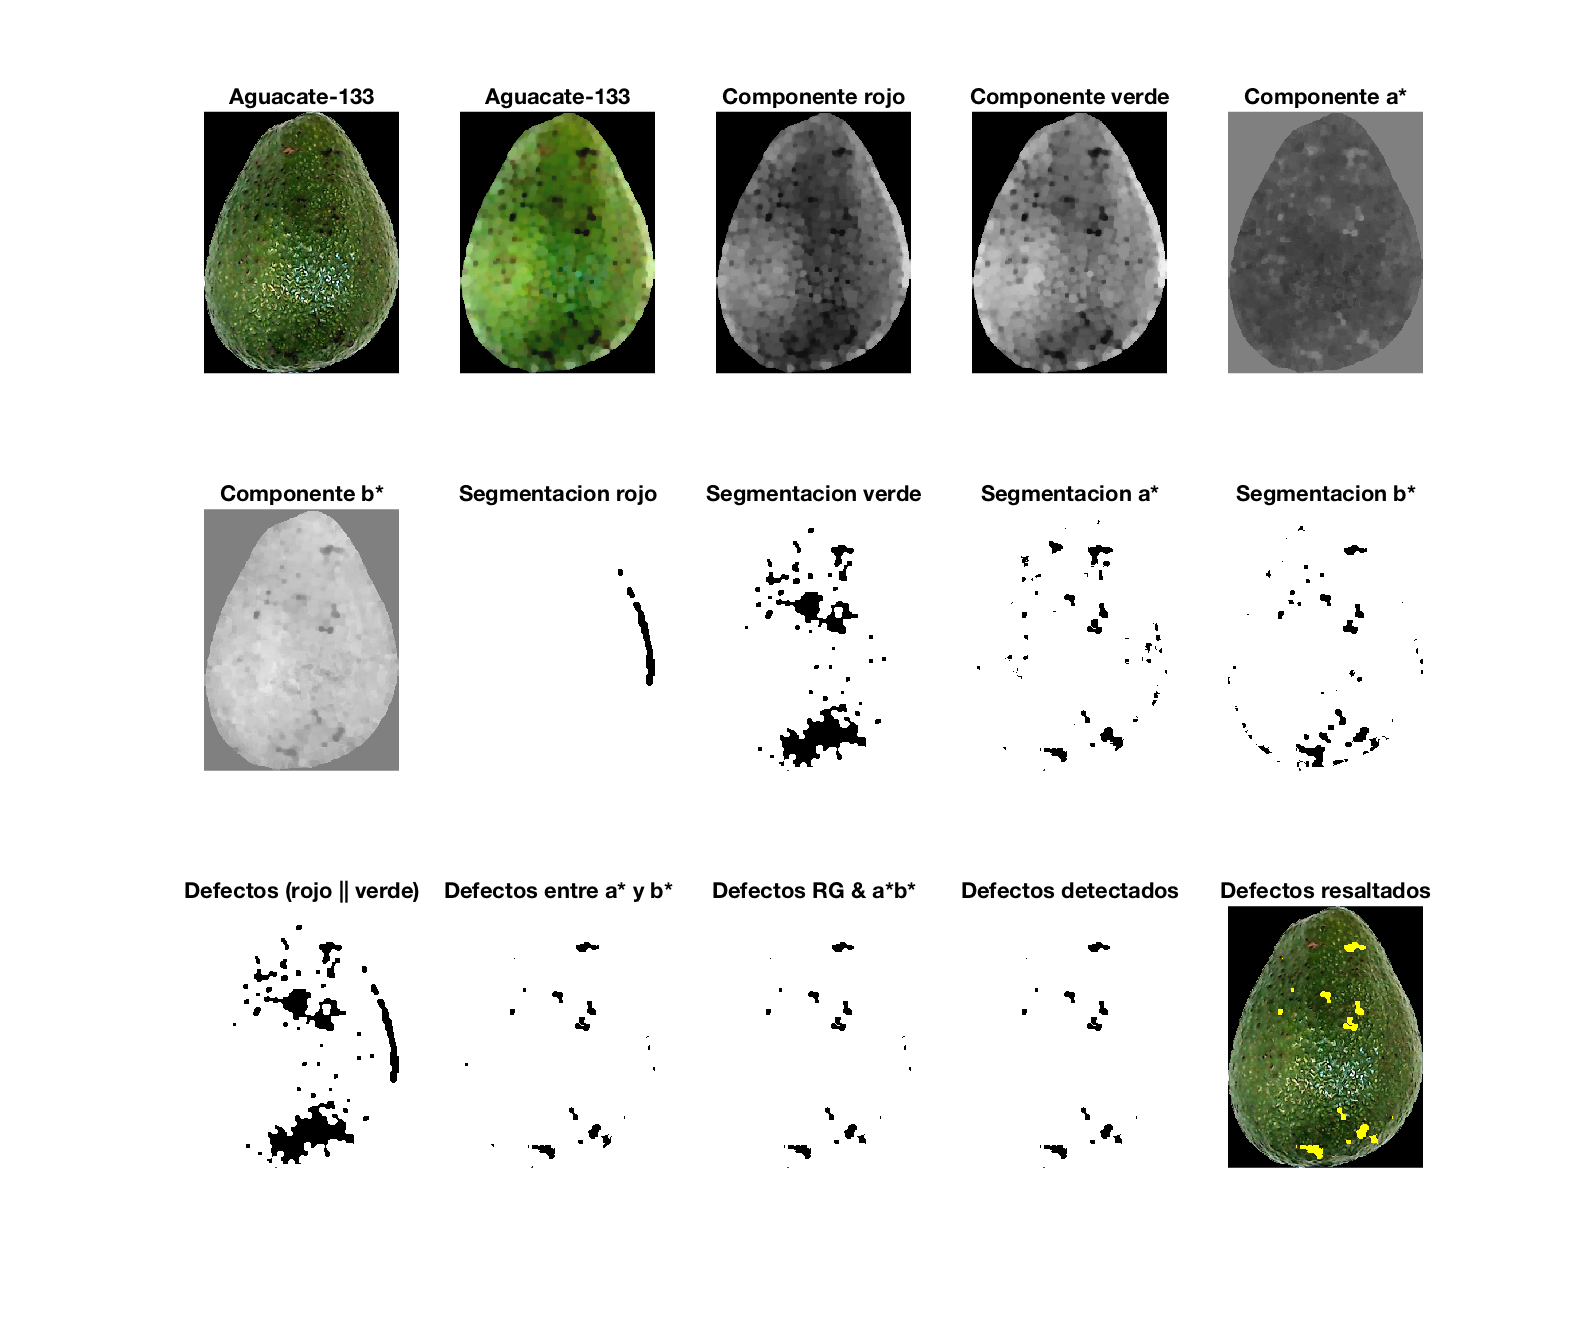 Aguacate-133
Aguacate-133
Componente rojo
Componente verde
Componente a*
Componente b*
Segmentacion rojo
Segmentacion verde
Segmentacion a*
Segmentacion b*
Defectos (rojo || verde)
Defectos entre a* y b*
Defectos RG & a*b*
Defectos detectados
Defectos resaltados